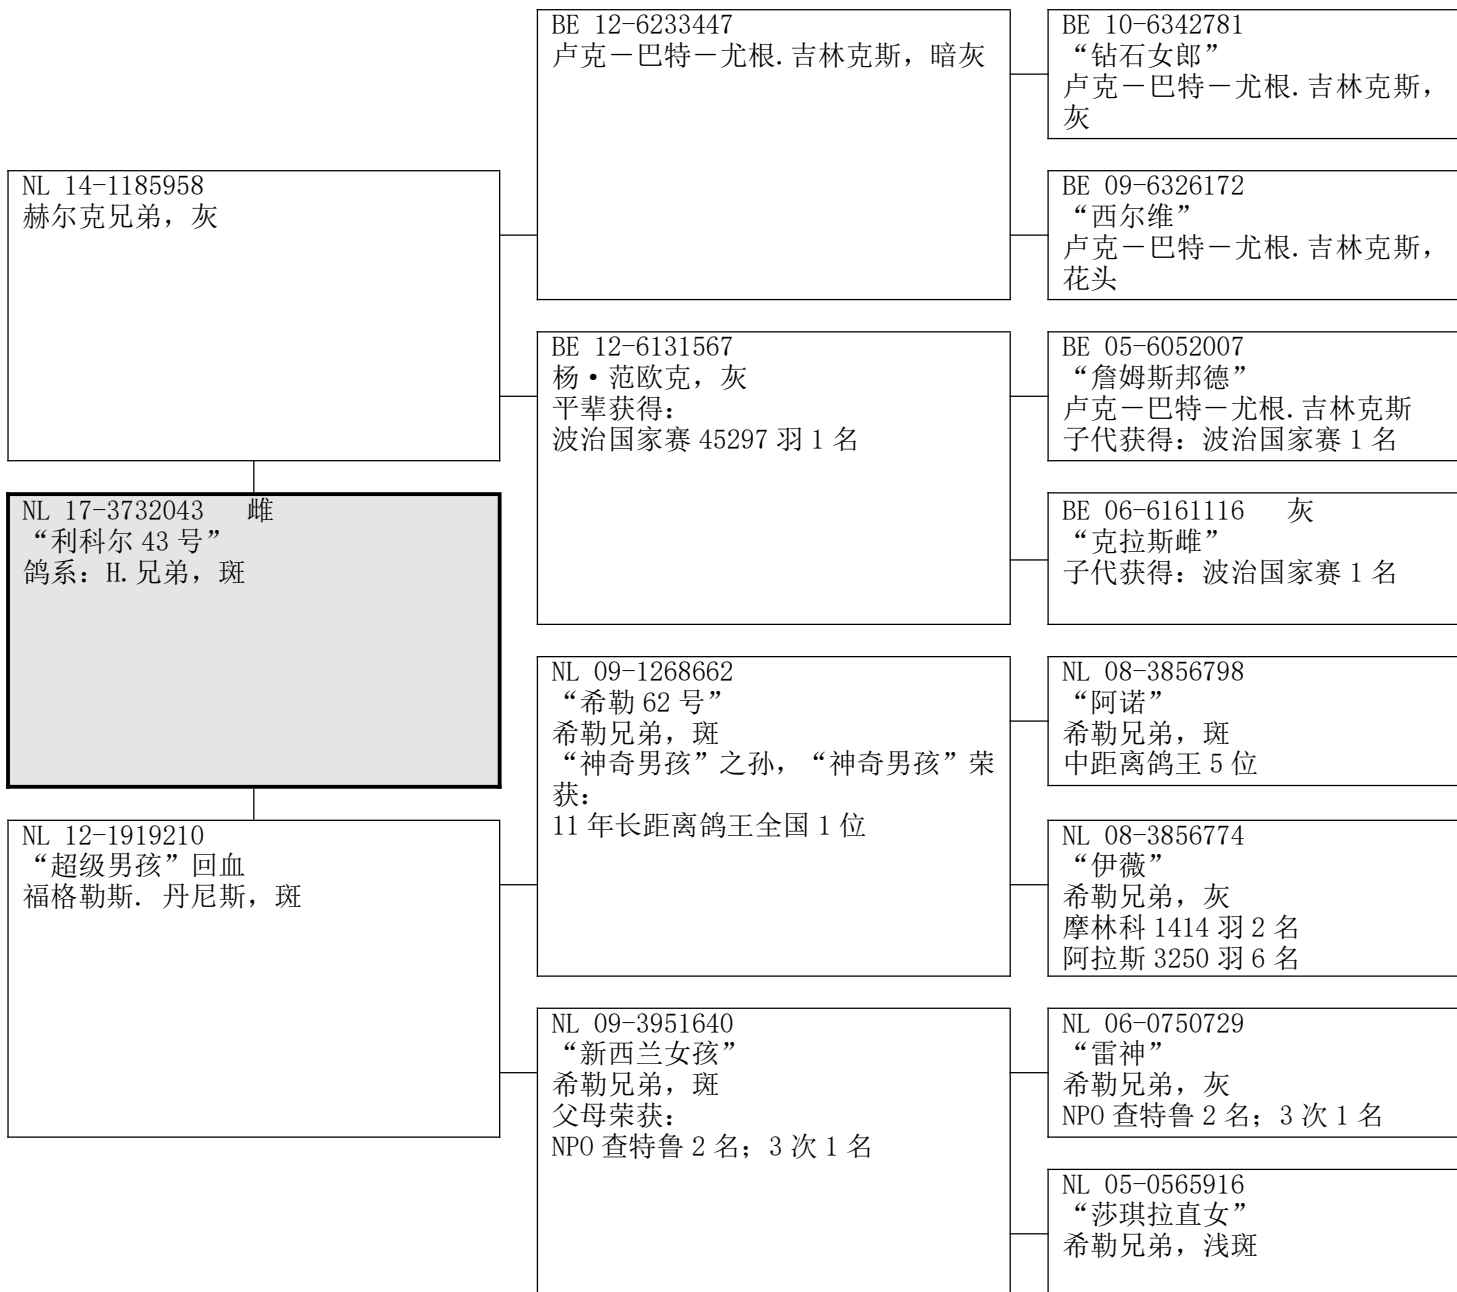 NL 14-1185958
赫尔克兄弟，灰
NL 17-3732043 雌
“利科尔 43 号”
鸽系：H.兄弟，斑
NL 12-1919210
“超级男孩”回血
福格勒斯. 丹尼斯，斑
BE 12-6233447
卢克－巴特－尤根.吉林克斯，暗灰
BE 12-6131567
杨·范欧克，灰
平辈获得：
波治国家赛 45297 羽 1 名
NL 09-1268662
“希勒 62 号”
希勒兄弟，斑
“神奇男孩”之孙，“神奇男孩”荣
获：
11 年长距离鸽王全国 1 位
NL 09-3951640
“新西兰女孩”
希勒兄弟，斑
父母荣获：
NPO 查特鲁 2 名；3 次 1 名
BE 10-6342781
“钻石女郎”
卢克－巴特－尤根.吉林克斯，
灰
BE 09-6326172
“西尔维”
卢克－巴特－尤根.吉林克斯，
花头
BE 05-6052007
“詹姆斯邦德”
卢克－巴特－尤根.吉林克斯
子代获得：波治国家赛 1 名
BE 06-6161116 灰
“克拉斯雌”
子代获得：波治国家赛 1 名
NL 08-3856798
“阿诺”
希勒兄弟，斑
中距离鸽王 5 位
NL 08-3856774
“伊薇”
希勒兄弟，灰
摩林科 1414 羽 2 名
阿拉斯 3250 羽 6 名
NL 06-0750729
“雷神”
希勒兄弟，灰
NPO 查特鲁 2 名；3 次 1 名
NL 05-0565916
“莎琪拉直女”
希勒兄弟，浅斑